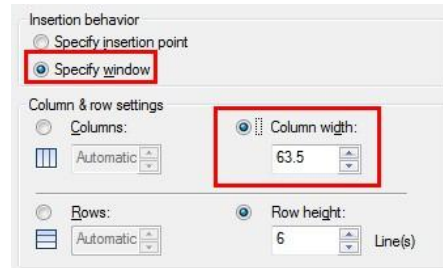 Insertion behavior
Specify insertion point
Specify window
Column & row settings
Columns: Column width:
Automatic 63.5
Rows: Row height:
Automatic 6 Line(s)